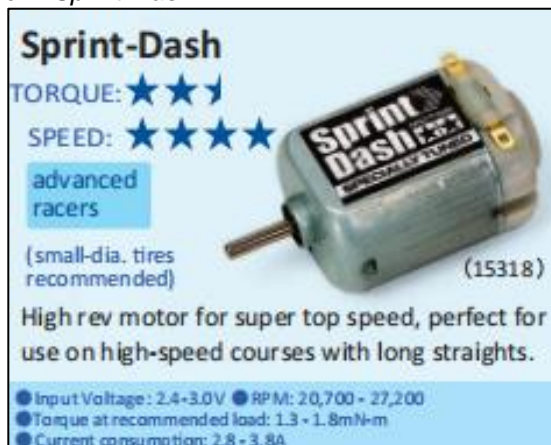 Sprint-Dash
TORQUE: ★★⯨
SPEED: ★★★★
advanced
racers
(small-dia. tires
recommended)
Sprint
Dash
SPECIALLY TUNED
(15318)
High rev motor for super top speed, perfect for
use on high-speed courses with long straights.
●Input Voltage: 2.4-3.0V ●RPM: 20,700 - 27,200
●Torque at recommended load: 1.3 - 1.8mN-m
●Current consumption: 2.8 - 3.8A